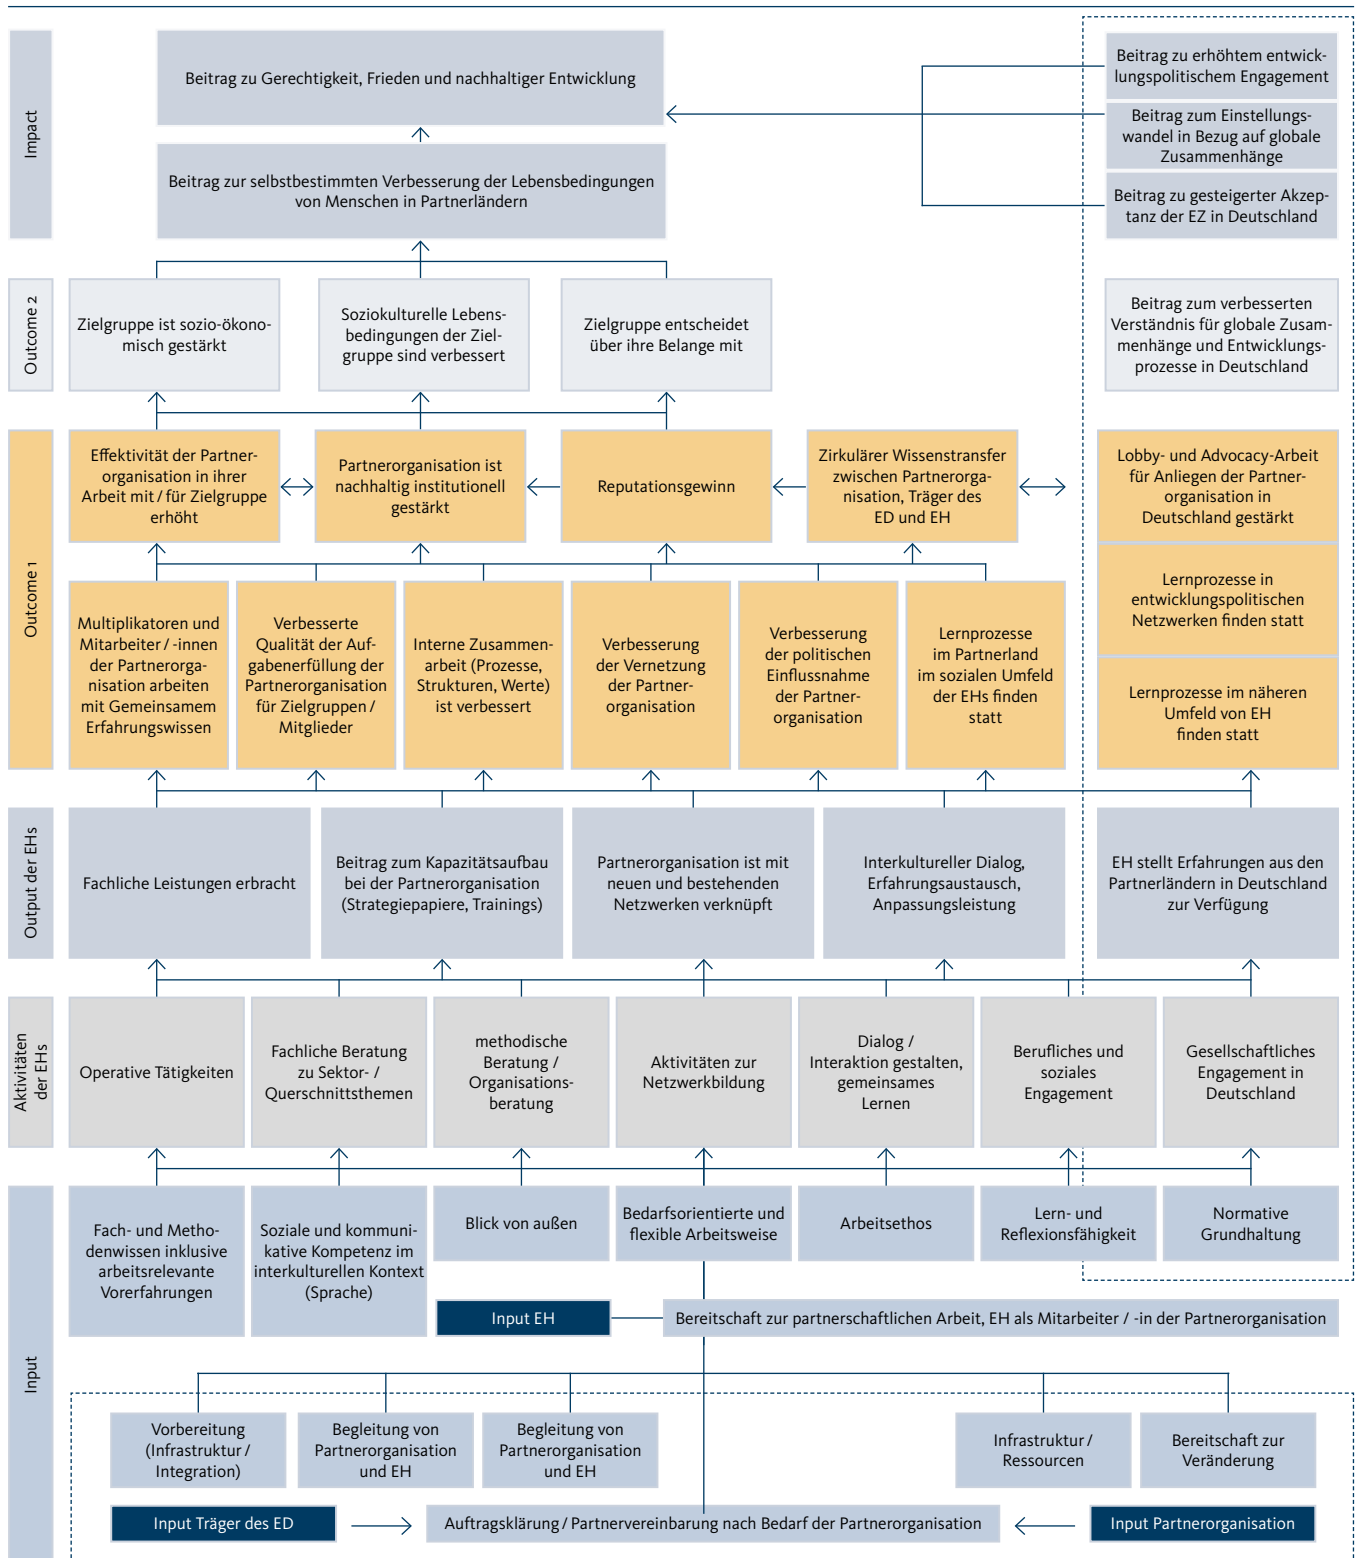 Impact
Beitrag zu Gerechtigkeit, Frieden und nachhaltiger Entwicklung
Beitrag zur selbstbestimmten Verbesserung der Lebensbedingungen
von Menschen in Partnerländern
Beitrag zu erhöhtem entwick-
lungspolitischem Engagement
Beitrag zum Einstellungs-
wandel in Bezug auf globale
Zusammenhänge
Beitrag zu gesteigerter Akzep-
tanz der EZ in Deutschland
Outcome 2
Zielgruppe ist sozio-ökono-
misch gestärkt
Soziokulturelle Lebens-
bedingungen der Ziel-
gruppe sind verbessert
Zielgruppe entscheidet
über ihre Belange mit
Beitrag zum verbesserten
Verständnis für globale Zusam-
menhänge und Entwicklungs-
prozesse in Deutschland
Outcome 1
Effektivität der Partner-
organisation in ihrer
Arbeit mit / für Zielgruppe
erhöht
Partnerorganisation ist
nachhaltig institutionell
gestärkt
Reputationsgewinn
Zirkulärer Wissenstransfer
zwischen Partnerorga-
nisation, Träger des
ED und EH
Lobby- und Advocacy-Arbeit
für Anliegen der Partner-
organisation in
Deutschland gestärkt
Multiplikatoren und
Mitarbeiter / -innen
der Partnerorga-
nisation arbeiten
mit Gemeinsamem
Erfahrungswissen
Verbesserte
Qualität der Auf-
gabenerfüllung der
Partnerorganisation
für Zielgruppen /
Mitglieder
Interne Zusammen-
arbeit (Prozesse,
Strukturen, Werte)
ist verbessert
Verbesserung
der Vernetzung
der Partner-
organisation
Verbesserung
der politischen
Einflussnahme
der Partner-
organisation
Lernprozesse
im Partnerland
im sozialen Umfeld
der EHs finden
statt
Lernprozesse in
entwicklungspolitischen
Netzwerken finden statt
Lernprozesse im näheren
Umfeld von EH
finden statt
Output der EHs
Fachliche Leistungen erbracht
Beitrag zum Kapazitätsaufbau
bei der Partnerorganisation
(Strategiepapiere, Trainings)
Partnerorganisation ist mit
neuen und bestehenden
Netzwerken verknüpft
Interkultureller Dialog,
Erfahrungsaustausch,
Anpassungsleistung
EH stellt Erfahrungen aus den
Partnerländern in Deutschland
zur Verfügung
Aktivitäten
der EHs
Operative Tätigkeiten
Fachliche Beratung
zu Sektor- /
Querschnittsthemen
methodische
Beratung /
Organisations-
beratung
Aktivitäten zur
Netzwerkbildung
Dialog /
Interaktion gestalten,
gemeinsames
Lernen
Berufliches und
soziales
Engagement
Gesellschaftliches
Engagement in
Deutschland
Input
Fach- und Metho-
denwissen inklusive
arbeitsrelevante
Vorerfahrungen
Soziale und kommuni-
kative Kompetenz im
interkulturellen Kontext
(Sprache)
Blick von außen
Bedarfsorientierte und
flexible Arbeitsweise
Arbeitsethos
Lern- und
Reflexionsfähigkeit
Normative
Grundhaltung
Input EH
Bereitschaft zur partnerschaftlichen Arbeit, EH als Mitarbeiter / -in der Partnerorganisation
Vorbereitung
(Infrastruktur /
Integration)
Begleitung von
Partnerorganisation
und EH
Begleitung von
Partnerorganisation
und EH
Infrastruktur /
Ressourcen
Bereitschaft zur
Veränderung
Input Träger des ED
Auftragsklärung / Partnervereinbarung nach Bedarf der Partnerorganisation
Input Partnerorganisation